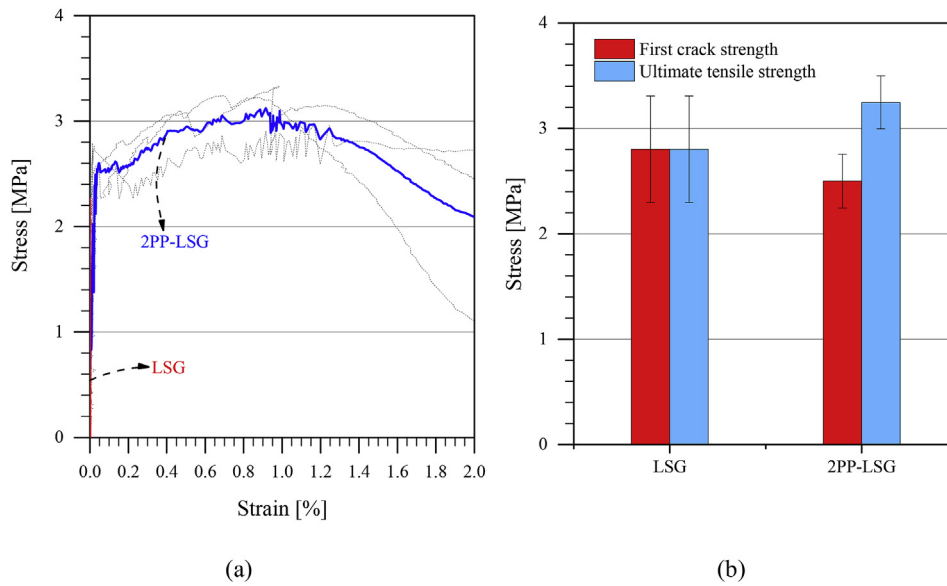 4
3
2
1
0
Stress [MPa]
2PP-LSG
LSG
0.0 0.2 0.4 0.6 0.8 1.0 1.2 1.4 1.6 1.8 2.0
Strain [%]
(a)
4
3
2
1
0
Stress [MPa]
First crack strength
Ultimate tensile strength
LSG 2PP-LSG
(b)